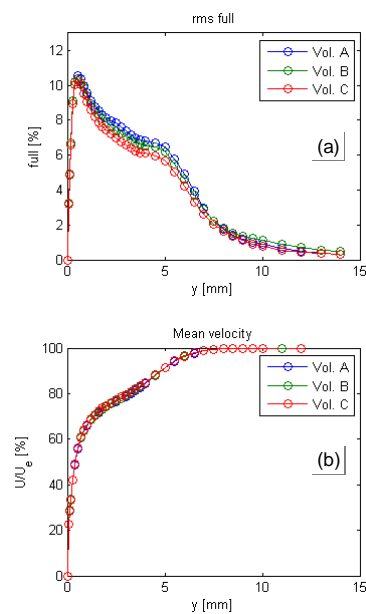 rms full
12
10
8
6
4
2
0
full [%]
Vol. A
Vol. B
Vol. C
(a)
0 5 10 15
y [mm]
Mean velocity
100
80
60
40
20
0
U/Uₑ [%]
Vol. A
Vol. B
Vol. C
(b)
0 5 10 15
y [mm]